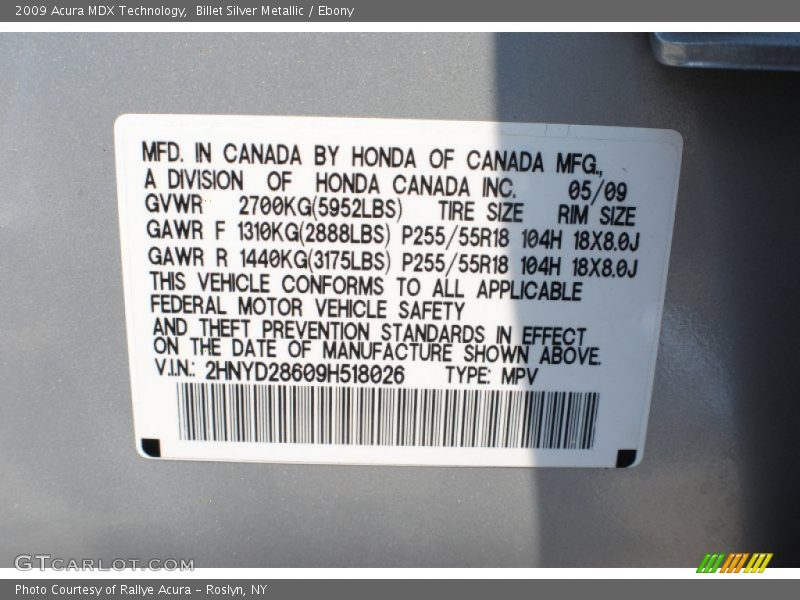 2009 Acura MDX Technology,  Billet Silver Metallic / Ebony
MFD. IN CANADA BY HONDA OF CANADA MFG.,
A DIVISION OF HONDA CANADA INC. 05/09
GVWR 2700KG(5952LBS) TIRE SIZE RIM SIZE
GAWR F 1310KG(2888LBS) P255/55R18 104H 18X8.0J
GAWR R 1440KG(3175LBS) P255/55R18 104H 18X8.0J
THIS VEHICLE CONFORMS TO ALL APPLICABLE
FEDERAL MOTOR VEHICLE SAFETY
AND THEFT PREVENTION STANDARDS IN EFFECT
ON THE DATE OF MANUFACTURE SHOWN ABOVE.
V.I.N.: 2HNYD28609H518026 TYPE: MPV
GTCARLOT.COM
Photo Courtesy of Rallye Acura – Roslyn, NY